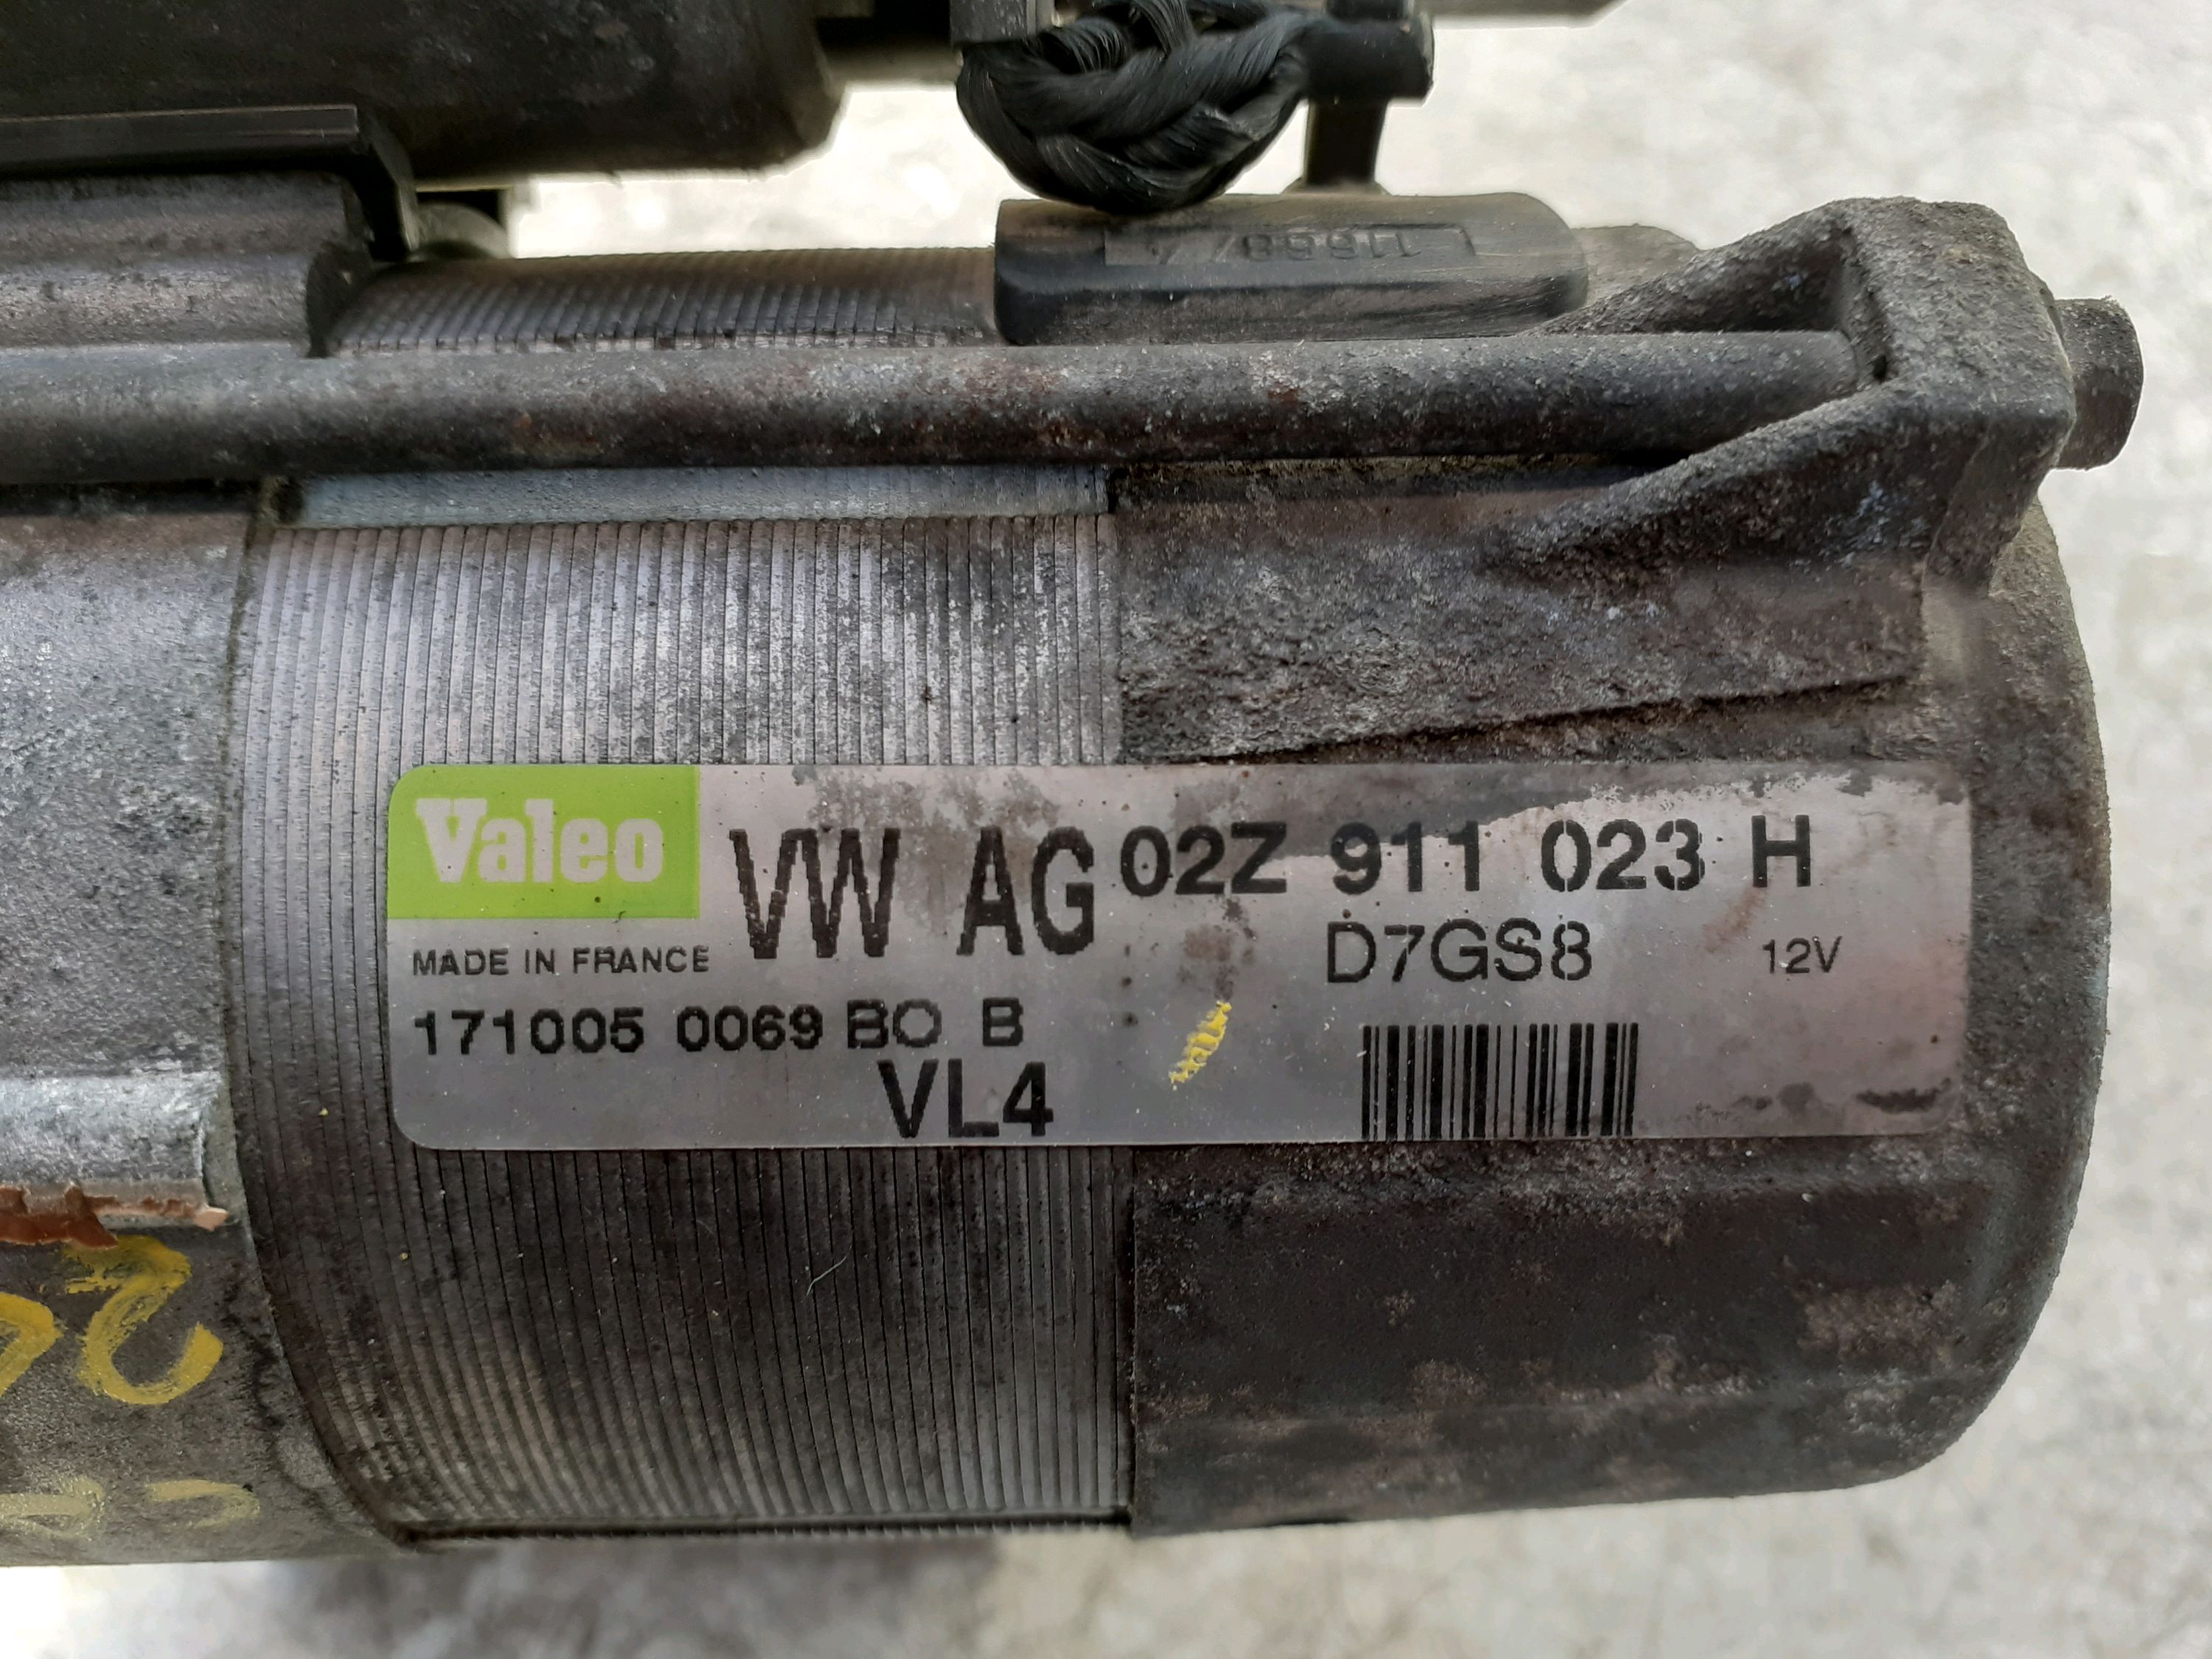 Valeo VW AG 02Z 911 023 H
MADE IN FRANCE D7GS8 12V
171005 0069 BO B
VL4